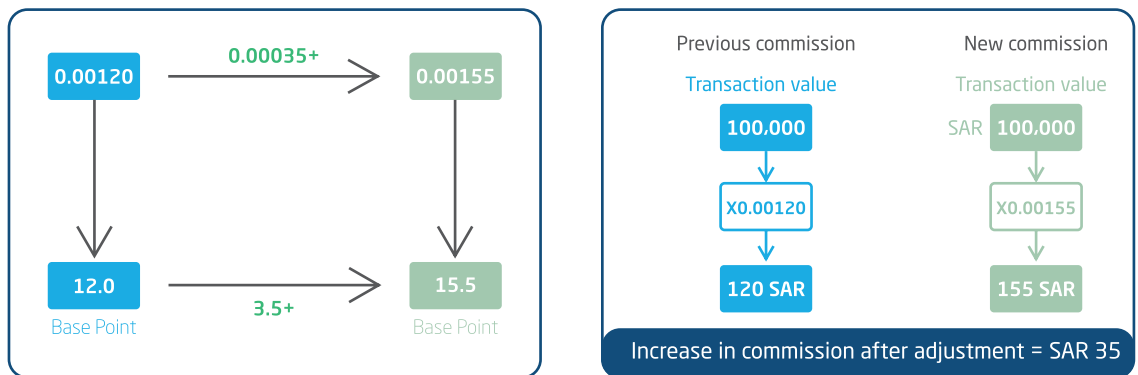 0.00120
0.00035+
0.00155
12.0
3.5+
15.5
Base Point
Base Point
Previous commission
New commission
Transaction value
Transaction value
100,000
SAR 100,000
X0.00120
X0.00155
120 SAR
155 SAR
Increase in commission after adjustment = SAR 35